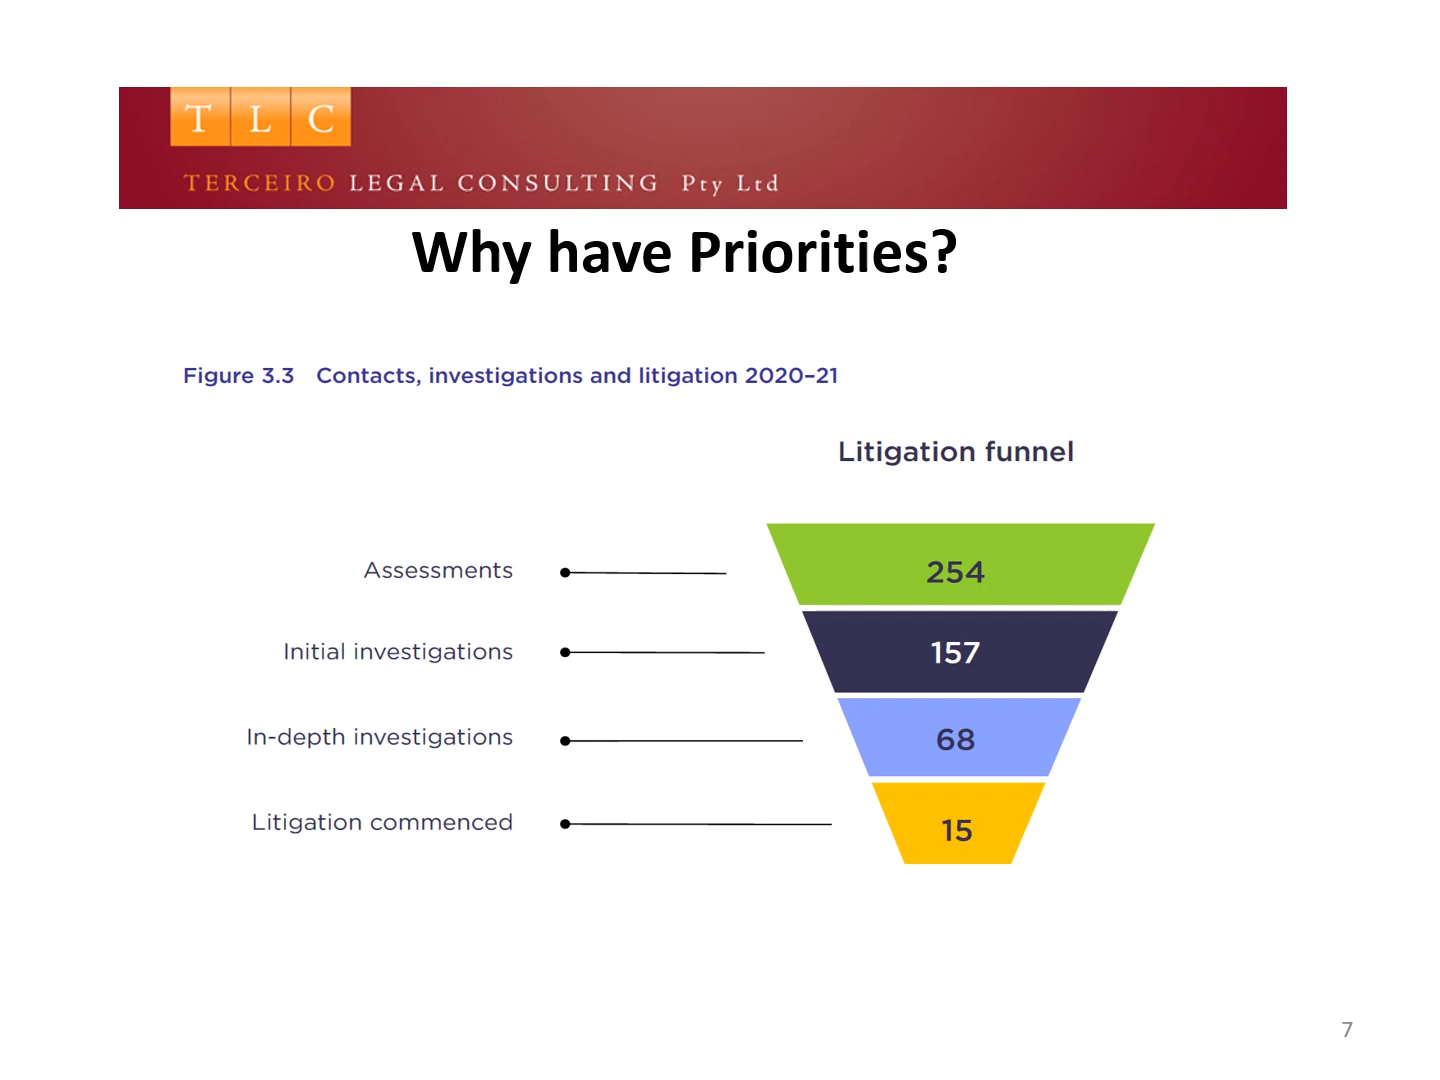 T L C
TERCEIRO LEGAL CONSULTING Pty Ltd
Why have Priorities?
Figure 3.3 Contacts, investigations and litigation 2020–21
Litigation funnel
Assessments 254
Initial investigations 157
In-depth investigations 68
Litigation commenced 15
7